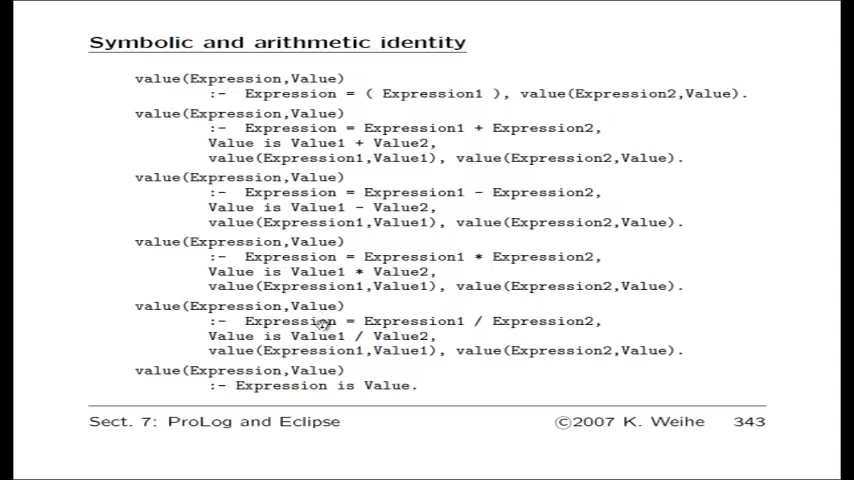 Symbolic and arithmetic identity
value(Expression,Value)
:- Expression = ( Expression1 ), value(Expression2,Value).
value(Expression,Value)
:- Expression = Expression1 + Expression2,
Value is Value1 + Value2,
value(Expression1,Value1), value(Expression2,Value).
value(Expression,Value)
:- Expression = Expression1 - Expression2,
Value is Value1 - Value2,
value(Expression1,Value1), value(Expression2,Value).
value(Expression,Value)
:- Expression = Expression1 * Expression2,
Value is Value1 * Value2,
value(Expression1,Value1), value(Expression2,Value).
value(Expression,Value)
:- Expression = Expression1 / Expression2,
Value is Value1 / Value2,
value(Expression1,Value1), value(Expression2,Value).
value(Expression,Value)
:- Expression is Value.
Sect. 7: ProLog and Eclipse ©2007 K. Weihe 343